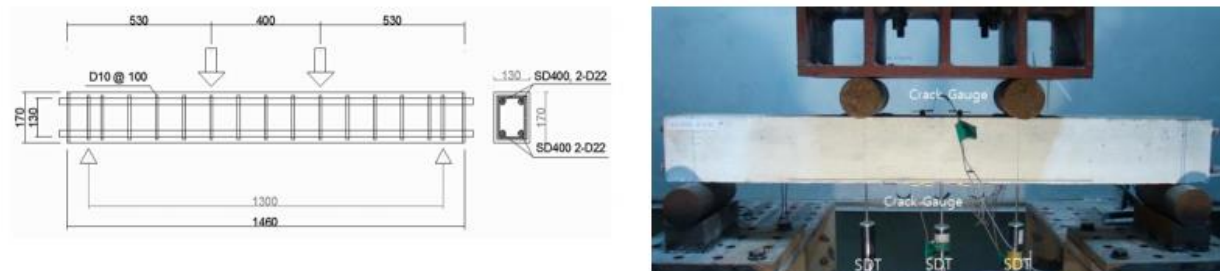 530 400 530
D10 @ 100
170
130
1300
1460
130
SD400, 2-D22
170
SD400 2-D22
Crack Gauge
Crack Gauge
SDT SDT SDT